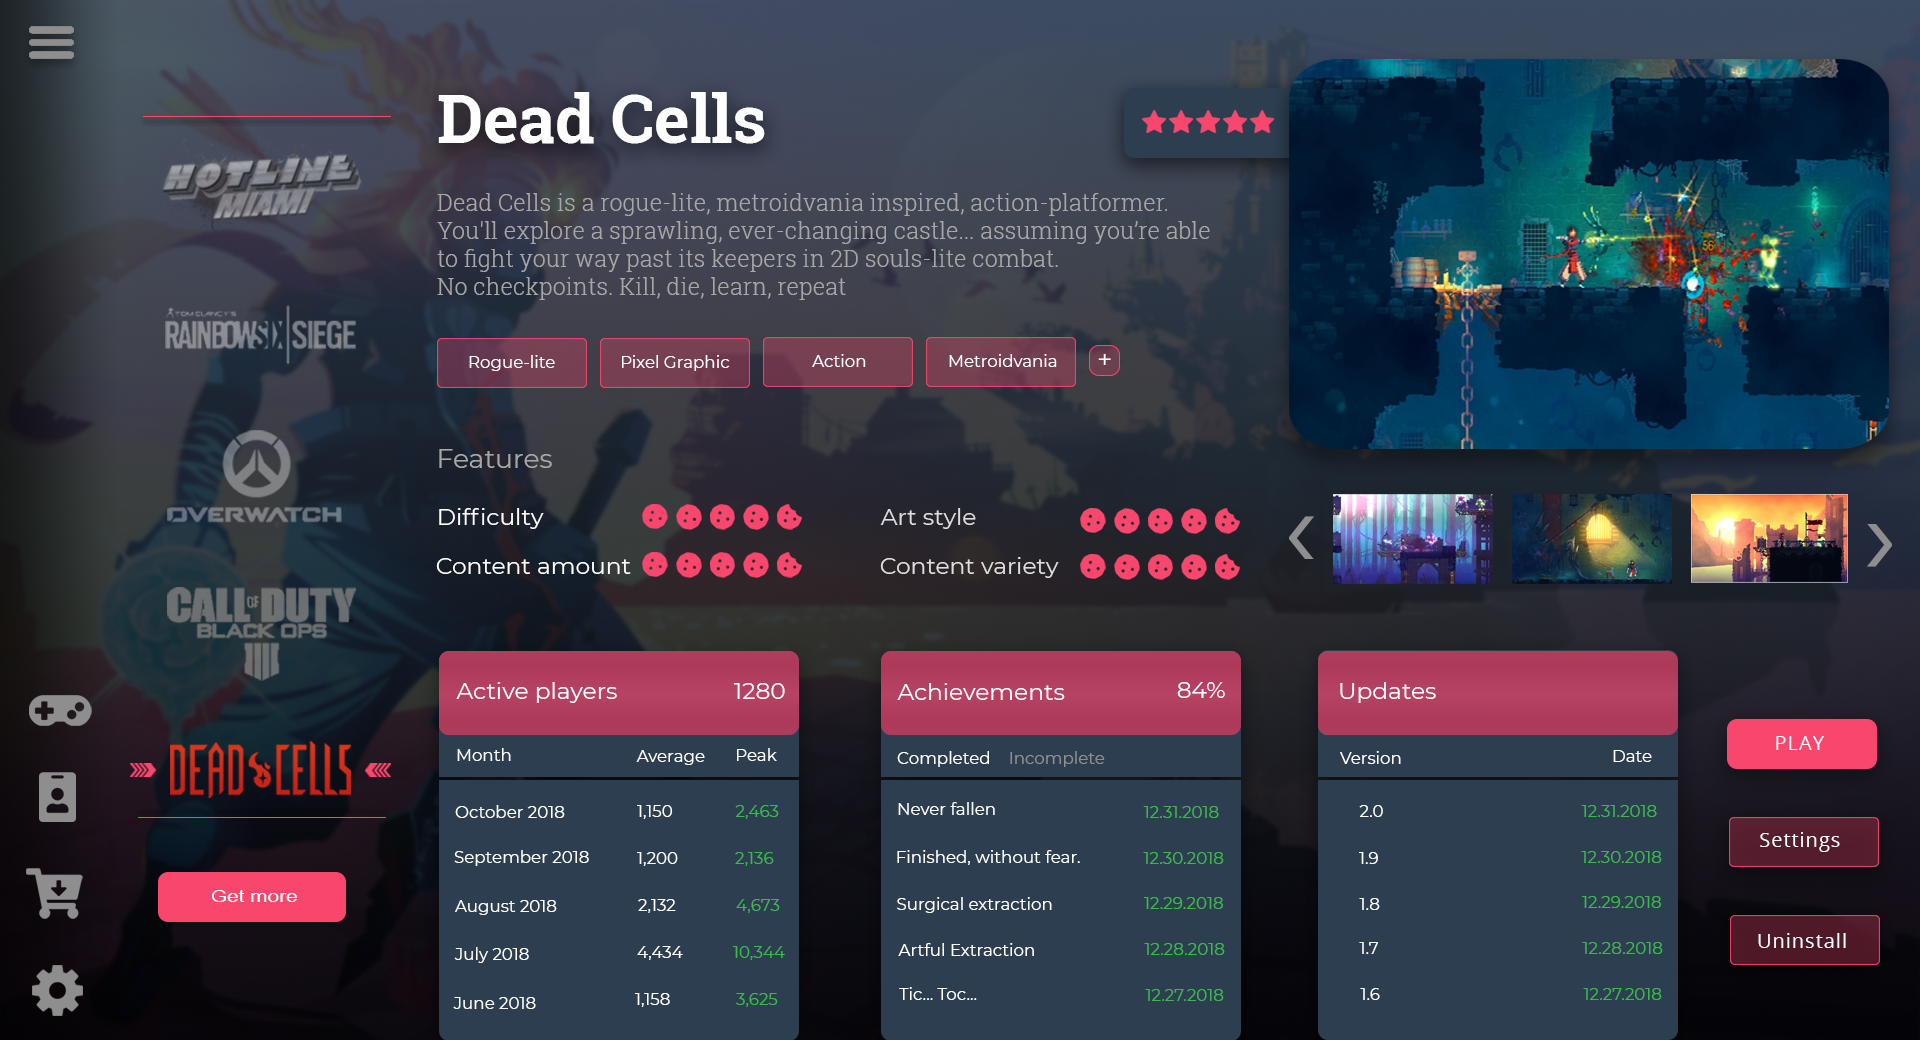 HOTLINE
MIAMI
TOM CLANCY'S
RAINBOW SIX SIEGE
OVERWATCH
CALL OF DUTY
BLACK OPS
IIII
DEAD CELLS
Get more
Dead Cells
Dead Cells is a rogue-lite, metroidvania inspired, action-platformer.
You'll explore a sprawling, ever-changing castle... assuming you’re able
to fight your way past its keepers in 2D souls-lite combat.
No checkpoints. Kill, die, learn, repeat
Rogue-lite Pixel Graphic Action Metroidvania +
56
Features
Difficulty Art style
Content amount Content variety
Active players 1280
Month Average Peak
October 2018 1,150 2,463
September 2018 1,200 2,136
August 2018 2,132 4,673
July 2018 4,434 10,344
June 2018 1,158 3,625
Achievements 84%
Completed Incomplete
Never fallen 12.31.2018
Finished, without fear. 12.30.2018
Surgical extraction 12.29.2018
Artful Extraction 12.28.2018
Tic... Toc... 12.27.2018
Updates
Version Date
2.0 12.31.2018
1.9 12.30.2018
1.8 12.29.2018
1.7 12.28.2018
1.6 12.27.2018
PLAY
Settings
Uninstall